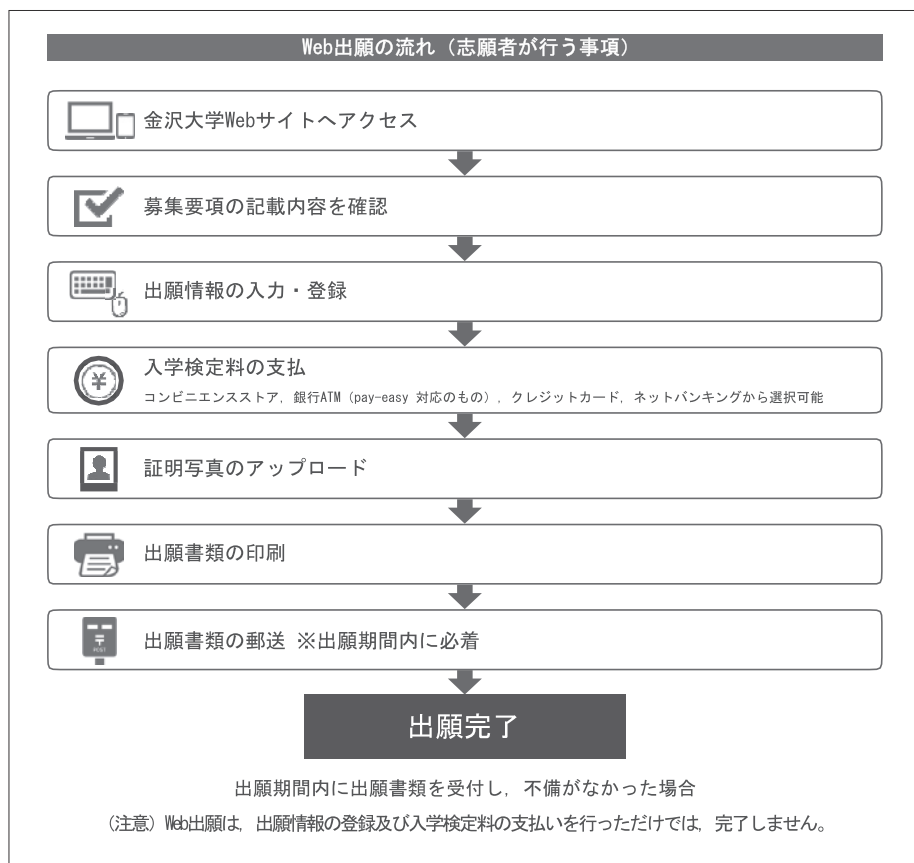 Web出願の流れ（志願者が行う事項）
金沢大学Webサイトへアクセス
募集要項の記載内容を確認
出願情報の入力・登録
入学検定料の支払
コンビニエンスストア，銀行ATM（pay-easy 対応のもの），クレジットカード，ネットバンキングから選択可能
証明写真のアップロード
出願書類の印刷
〒
POST
出願書類の郵送 ※出願期間内に必着
出願完了
出願期間内に出願書類を受付し，不備がなかった場合
（注意）Web出願は，出願情報の登録及び入学検定料の支払いを行っただけでは，完了しません。